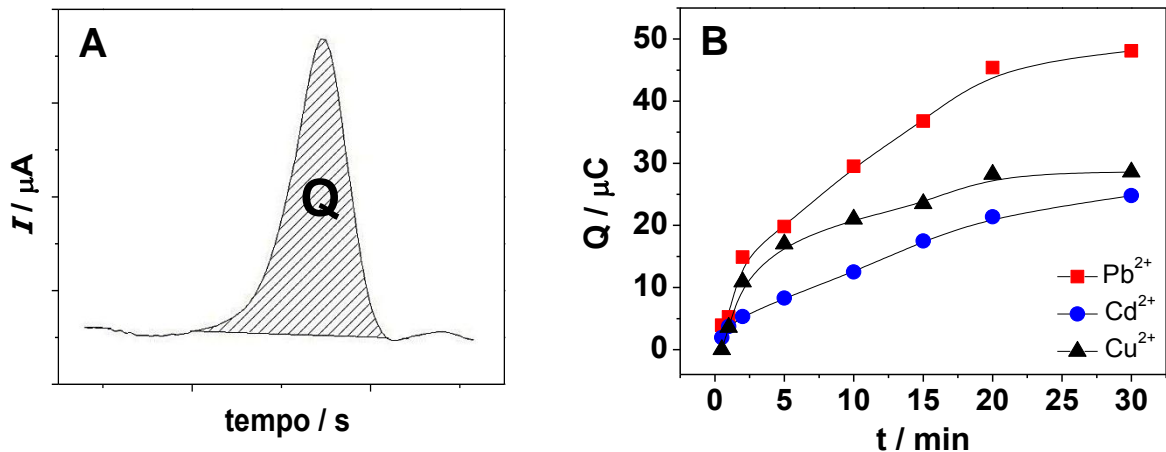 A
I / µA
Q
tempo / s
B
Q / µC
50
40
30
20
10
0
Pb²⁺
Cd²⁺
Cu²⁺
0 5 10 15 20 25 30
t / min